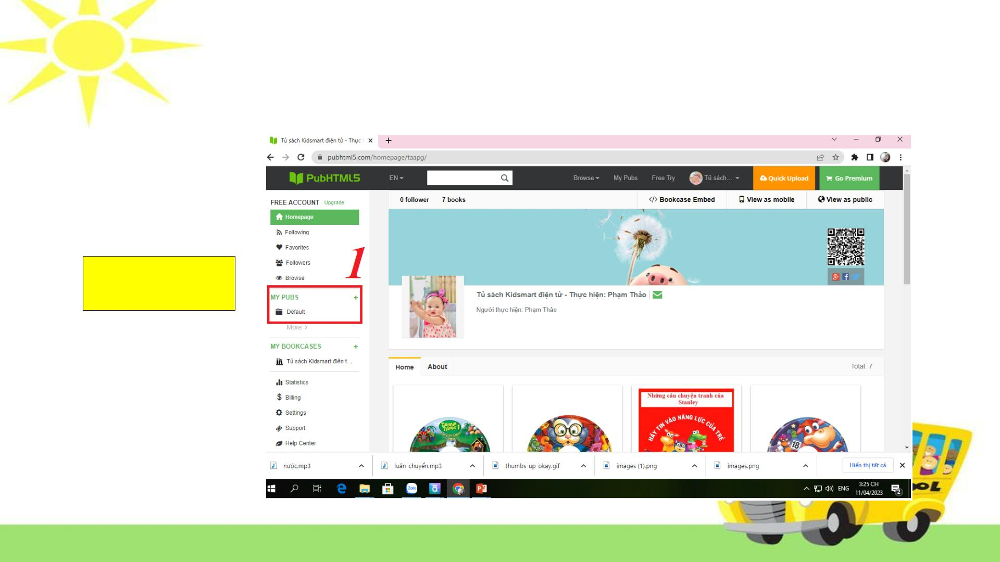 Tủ sách Kidsmart điện tử - Thực
pubhtml5.com/homepage/taapg/
PubHTML5
EN
Browse
My Pubs
Free Try
Tủ sách...
Quick Upload
Go Premium
FREE ACCOUNT Upgrade
0 follower
7 books
</> Bookcase Embed
View as mobile
View as public
Homepage
Following
Favorites
Followers
Browse
1
MY PUBS +
Default
More >
MY BOOKCASES +
Tủ sách Kidsmart điện t...
Statistics
Billing
Settings
Support
Help Center
Tủ sách Kidsmart điện tử - Thực hiện: Phạm Thảo
Người thực hiện: Phạm Thảo
Home
About
Total: 7
Những câu chuyện tranh của
Stanley
HÃY TIN VÀO NĂNG LỰC CỦA TRẺ
THINKIN'
THINGS 1
18
nước.mp3
luân-chuyển.mp3
thumbs-up-okay.gif
images (1).png
images.png
Hiển thị tất cả
Zalo
ENG
3:25 CH
11/04/2023
2
OL